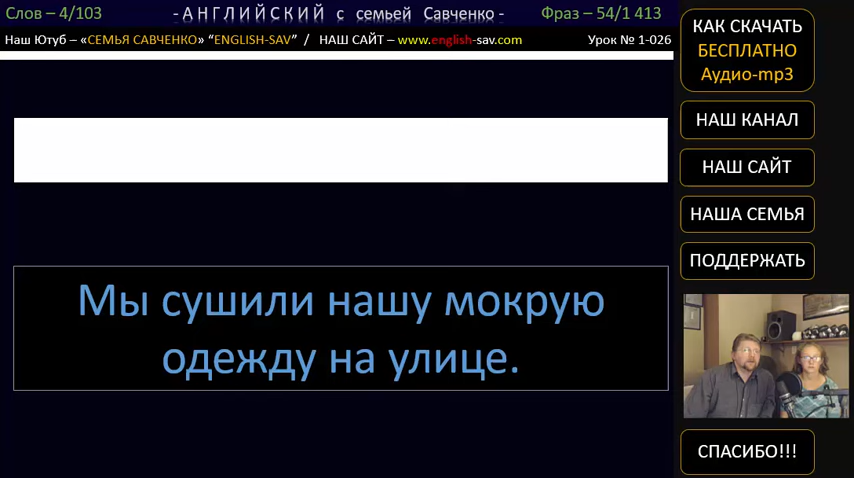 Слов – 4/103 - А Н Г Л И Й С К И Й с семьей Савченко - Фраз – 54/1 413
Наш Ютуб – «СЕМЬЯ САВЧЕНКО» “ENGLISH-SAV” / НАШ САЙТ – www.english-sav.com Урок № 1-026
Мы сушили нашу мокрую
одежду на улице.
КАК СКАЧАТЬ
БЕСПЛАТНО
Аудио-mp3
НАШ КАНАЛ
НАШ САЙТ
НАША СЕМЬЯ
ПОДДЕРЖАТЬ
СПАСИБО!!!